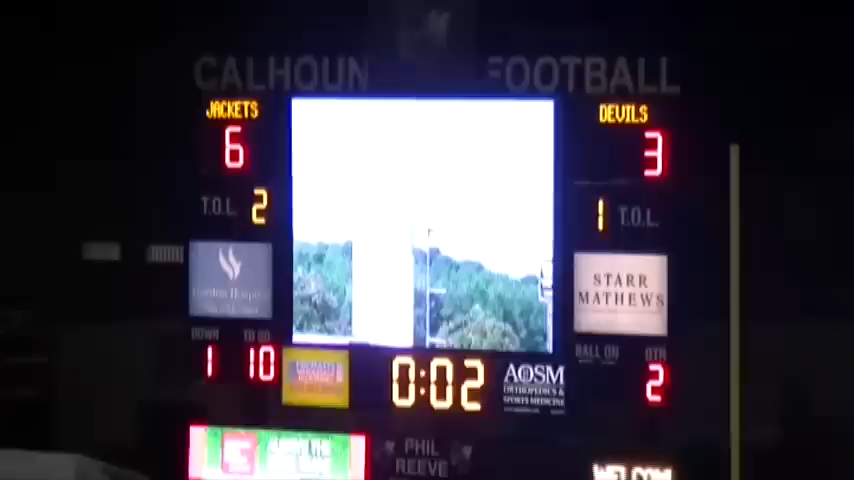 CALHOUN FOOTBALL
JACKETS
DEVILS
6
3
T.O.L. 2
1 T.O.L.
STARR
MATHEWS
DOWN TO GO
BALL ON QTR
1 10
0:02
2
AOSM
ORTHOPEDICS &
SPORTS MEDICINE
PHIL
REEVE
WELCOM